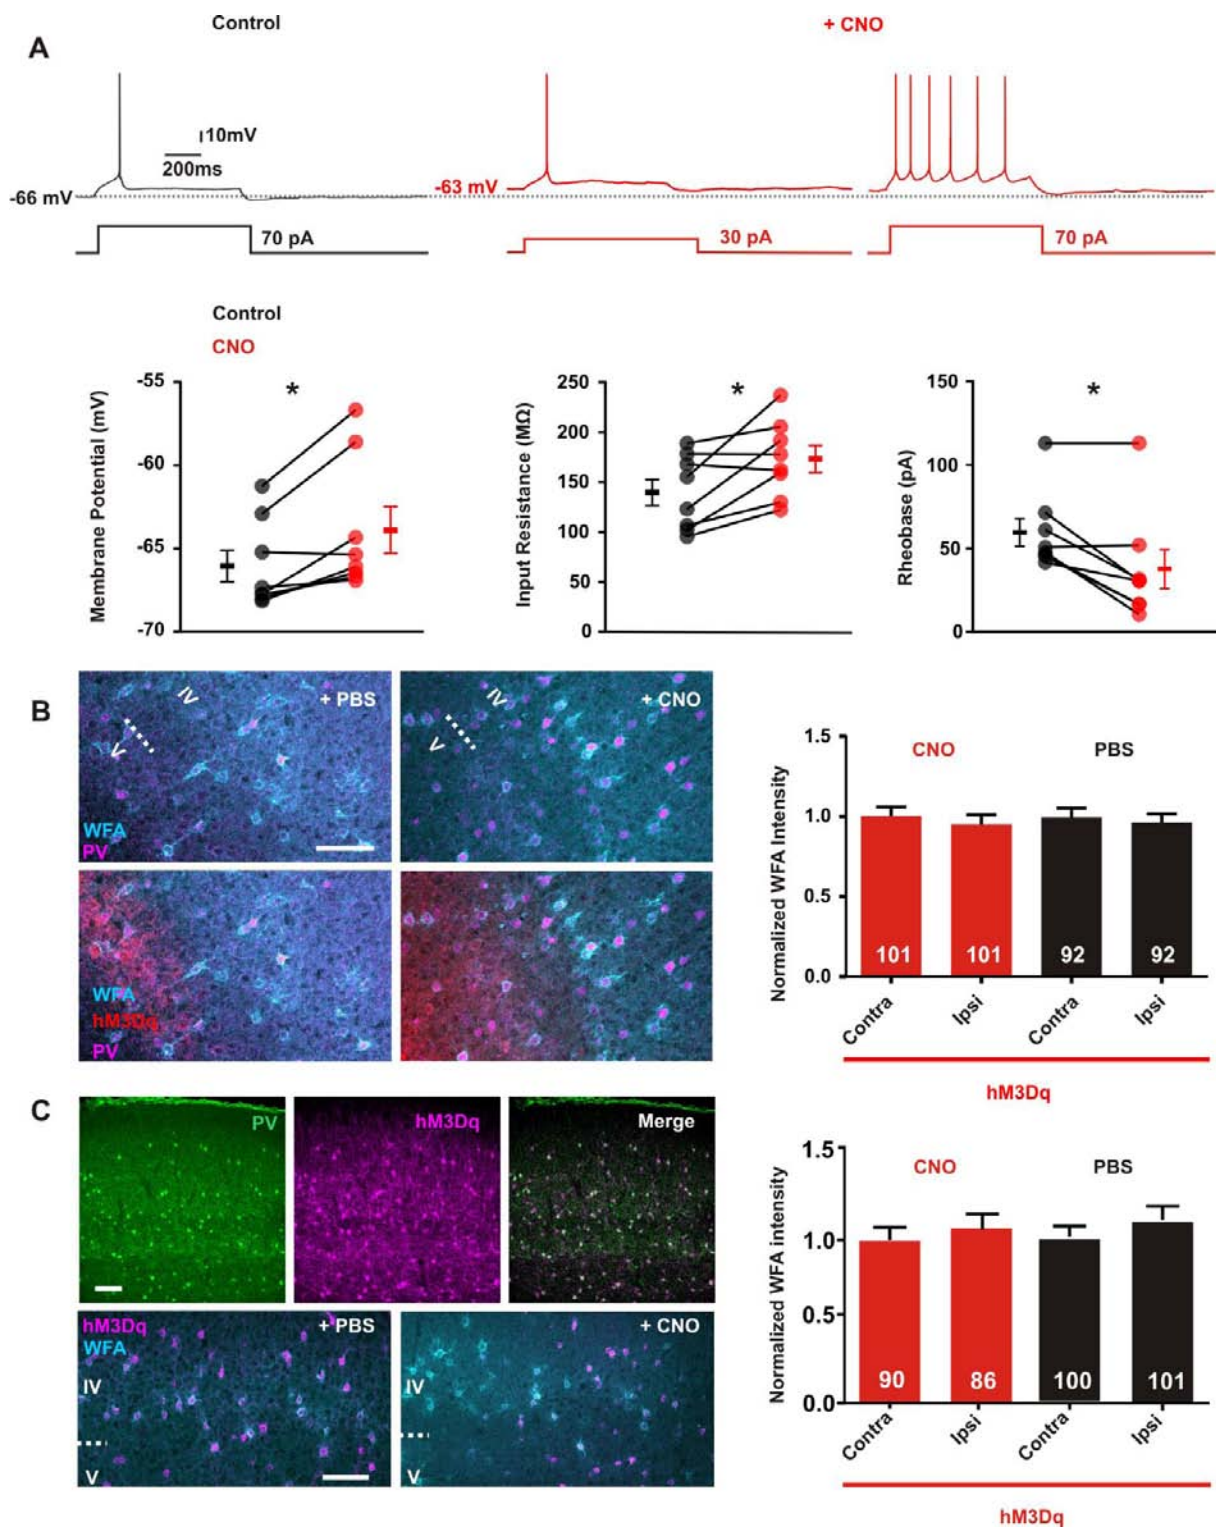 Control
+ CNO
A
10mV
200ms
-66 mV
-63 mV
70 pA
30 pA
70 pA
Control
CNO
Membrane Potential (mV)
-55
-60
-65
-70
*
Input Resistance (MΩ)
250
200
150
100
50
0
*
Rheobase (pA)
150
100
50
0
*
B
IV
V
+ PBS
WFA
PV
IV
V
+ CNO
WFA
hM3Dq
PV
Normalized WFA Intensity
1.5
1.0
0.5
0.0
CNO
PBS
101
101
92
92
Contra
Ipsi
Contra
Ipsi
hM3Dq
C
PV
hM3Dq
Merge
hM3Dq
WFA
+ PBS
IV
V
+ CNO
IV
V
Normalized WFA intensity
1.5
1.0
0.5
0.0
CNO
PBS
90
86
100
101
Contra
Ipsi
Contra
Ipsi
hM3Dq